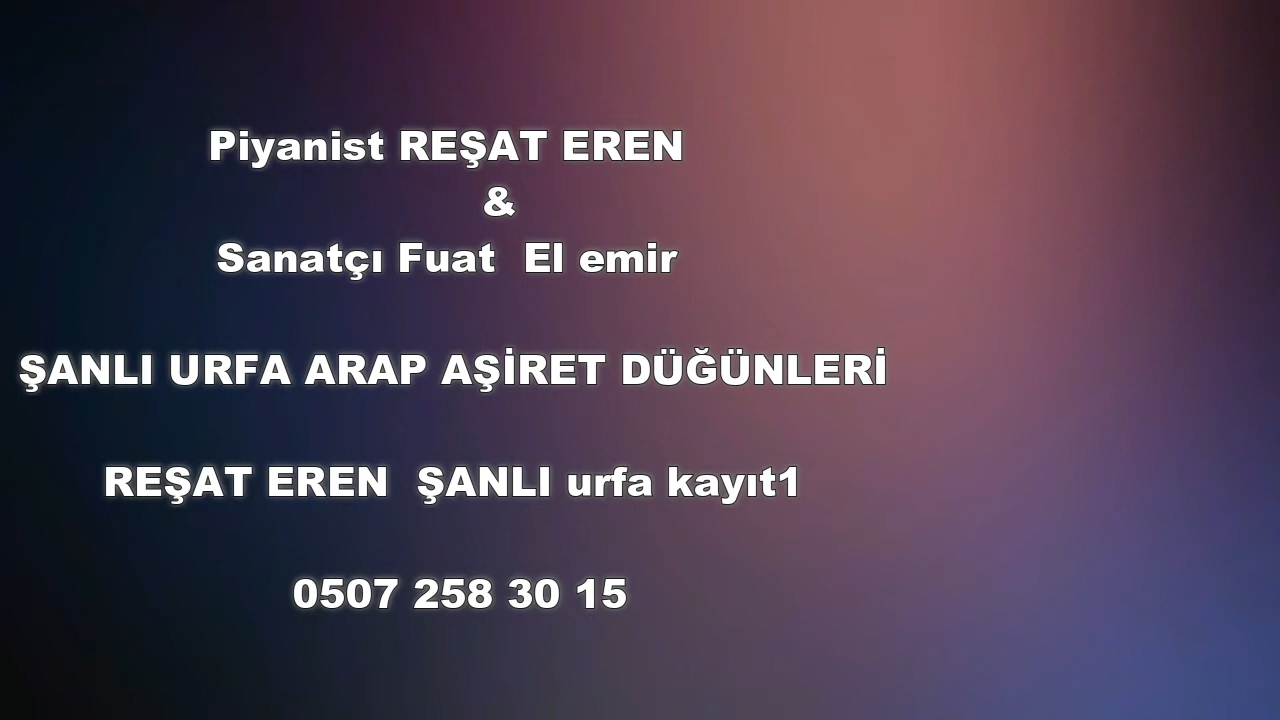 Piyanist REŞAT EREN
&
Sanatçı Fuat El emir
ŞANLI URFA ARAP AŞİRET DÜĞÜNLERİ
REŞAT EREN ŞANLI urfa kayıt1
0507 258 30 15